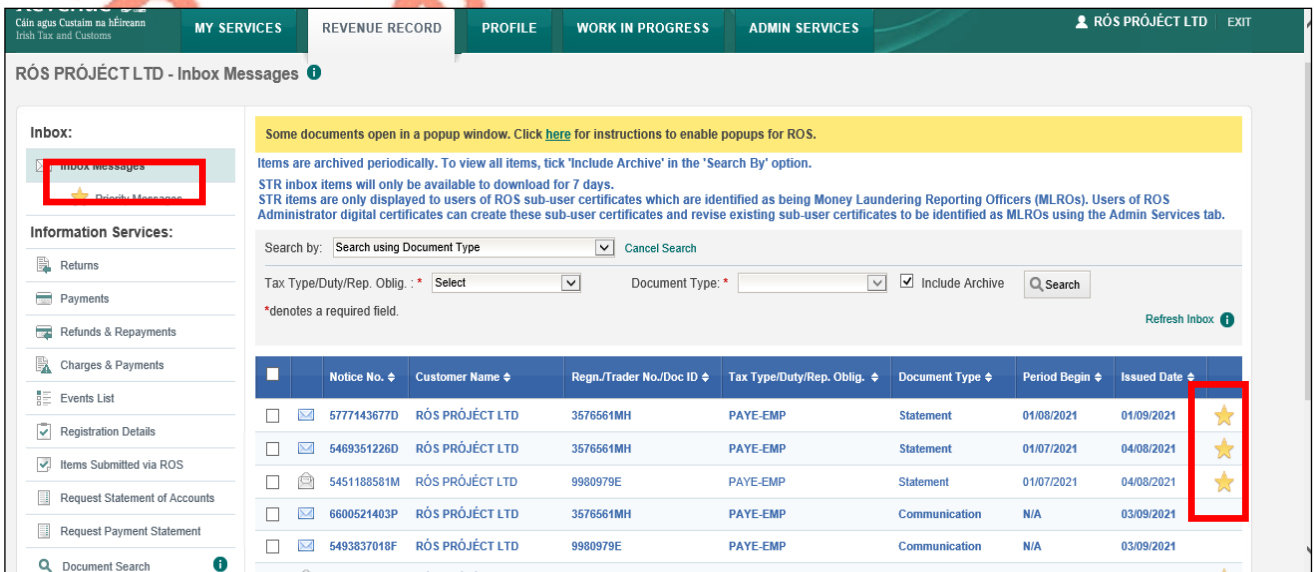 Cáin agus Custaim na hÉireann
Irish Tax and Customs
MY SERVICES
REVENUE RECORD
PROFILE
WORK IN PROGRESS
ADMIN SERVICES
RÓS PRÓJÉCT LTD
EXIT
RÓS PRÓJÉCT LTD - Inbox Messages
Inbox:
Inbox Messages
Priority Messages
Information Services:
Returns
Payments
Refunds & Repayments
Charges & Payments
Events List
Registration Details
Items Submitted via ROS
Request Statement of Accounts
Request Payment Statement
Document Search
Some documents open in a popup window. Click here for instructions to enable popups for ROS.
Items are archived periodically. To view all items, tick 'Include Archive' in the 'Search By' option.
STR inbox items will only be available to download for 7 days.
STR items are only displayed to users of ROS sub-user certificates which are identified as being Money Laundering Reporting Officers (MLROs). Users of ROS
Administrator digital certificates can create these sub-user certificates and revise existing sub-user certificates to be identified as MLROs using the Admin Services tab.
Search by: Search using Document Type Cancel Search
Tax Type/Duty/Rep. Oblig. : * Select Document Type: * Include Archive Search
*denotes a required field.
Refresh Inbox
Notice No. Customer Name Regn./Trader No./Doc ID Tax Type/Duty/Rep. Oblig. Document Type Period Begin Issued Date
5777143677D RÓS PRÓJÉCT LTD 3576561MH PAYE-EMP Statement 01/08/2021 01/09/2021
5469351226D RÓS PRÓJÉCT LTD 3576561MH PAYE-EMP Statement 01/07/2021 04/08/2021
5451188581M RÓS PRÓJÉCT LTD 9980979E PAYE-EMP Statement 01/07/2021 04/08/2021
6600521403P RÓS PRÓJÉCT LTD 3576561MH PAYE-EMP Communication N/A 03/09/2021
5493837018F RÓS PRÓJÉCT LTD 9980979E PAYE-EMP Communication N/A 03/09/2021